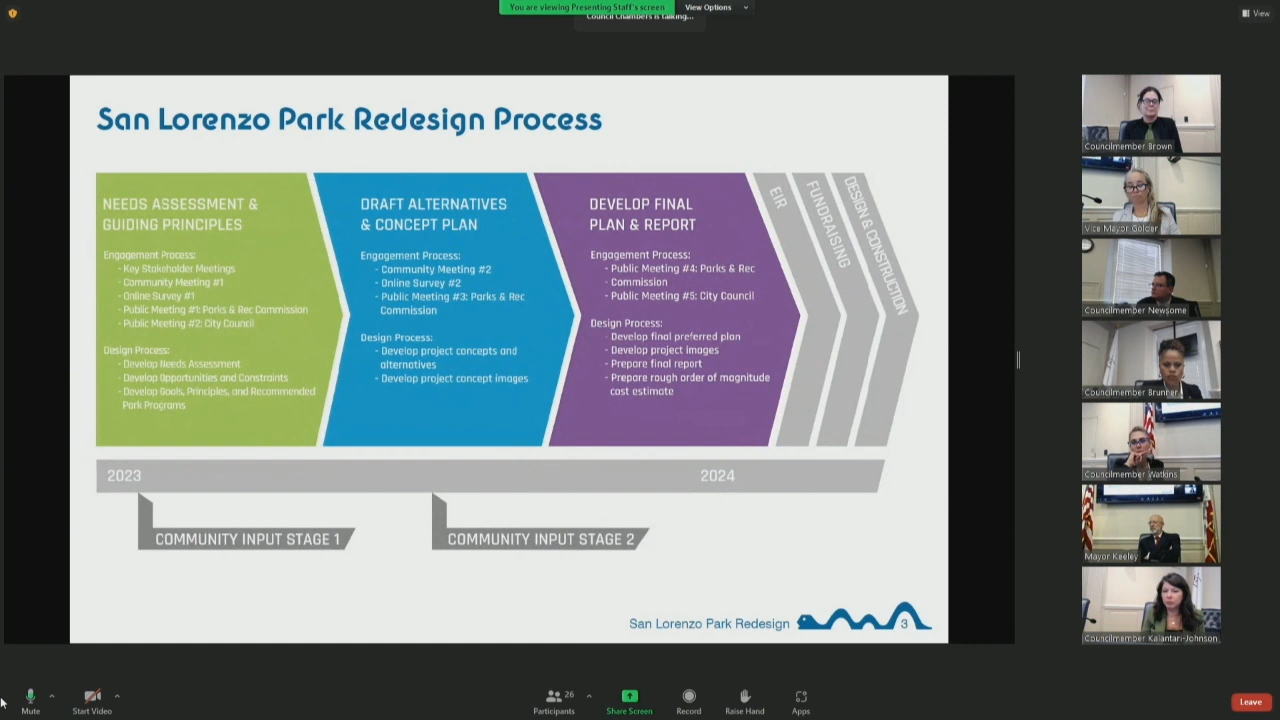 You are viewing Presenting Staff's screen
View Options
Council Chambers is talking...
View
San Lorenzo Park Redesign Process
NEEDS ASSESSMENT &
GUIDING PRINCIPLES
Engagement Process:
- Key Stakeholder Meetings
- Community Meeting #1
- Online Survey #1
- Public Meeting #1: Parks & Rec Commission
- Public Meeting #2: City Council
Design Process:
- Develop Needs Assessment
- Develop Opportunities and Constraints
- Develop Goals, Principles, and Recommended
Park Programs
DRAFT ALTERNATIVES
& CONCEPT PLAN
Engagement Process:
- Community Meeting #2
- Online Survey #2
- Public Meeting #3: Parks & Rec
Commission
Design Process:
- Develop project concepts and
alternatives
- Develop project concept images
DEVELOP FINAL
PLAN & REPORT
Engagement Process:
- Public Meeting #4: Parks & Rec
Commission
- Public Meeting #5: City Council
Design Process:
- Develop final preferred plan
- Develop project images
- Prepare final report
- Prepare rough order of magnitude
cost estimate
EIR
FUNDRAISING
DESIGN & CONSTRUCTION
2023
2024
COMMUNITY INPUT STAGE 1
COMMUNITY INPUT STAGE 2
San Lorenzo Park Redesign
3
Councilmember Brown
Vice Mayor Golder
Councilmember Newsome
Councilmember Brunner
Councilmember Watkins
Mayor Keeley
Councilmember Kalantari-Johnson
Mute
Start Video
26
Participants
Share Screen
Record
Raise Hand
Apps
Leave